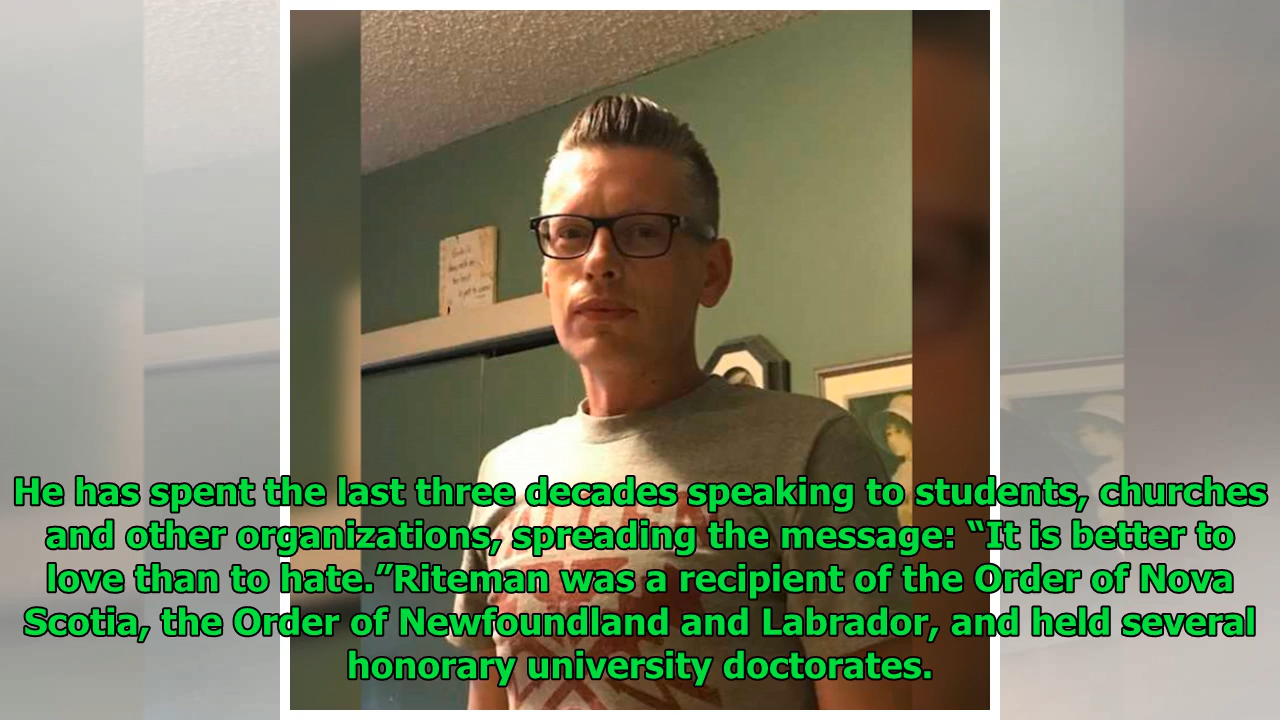 He has spent the last three decades speaking to students, churches
and other organizations, spreading the message: “It is better to
love than to hate.”Riteman was a recipient of the Order of Nova
Scotia, the Order of Newfoundland and Labrador, and held several
honorary university doctorates.